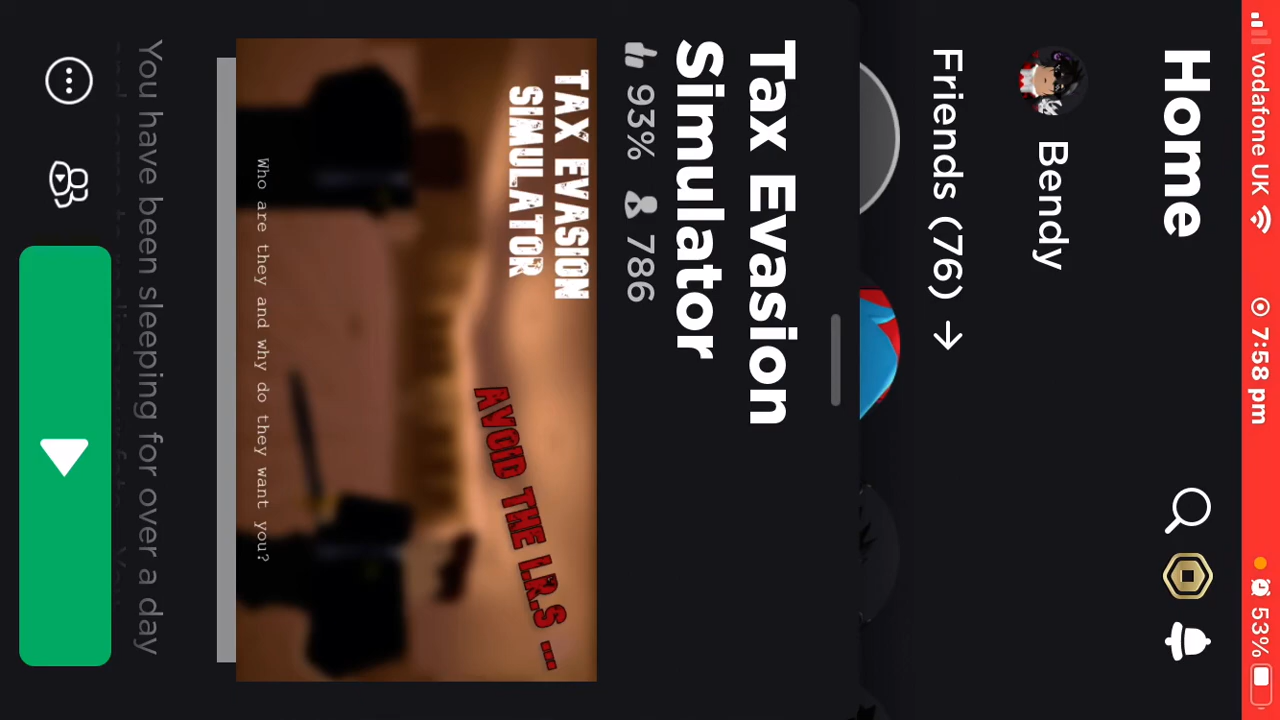 vodafone UK 7:58 pm 53%
Home
Bendy
Friends (76) →
Tax Evasion
Simulator
93% 786
TAX EVASION
SIMULATOR
AVOID THE I.R.S ...
Who are they and why do they want you?
You have been sleeping for over a day